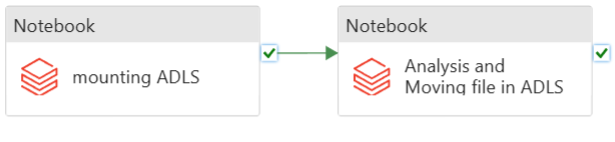 Notebook
mounting ADLS
Notebook
Analysis and
Moving file in ADLS